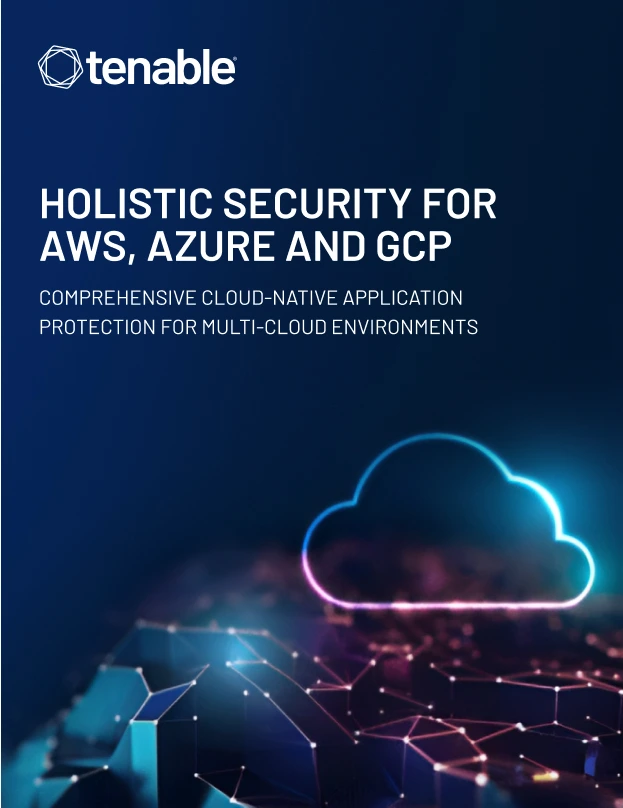 tenable®
HOLISTIC SECURITY FOR
AWS, AZURE AND GCP
COMPREHENSIVE CLOUD-NATIVE APPLICATION
PROTECTION FOR MULTI-CLOUD ENVIRONMENTS